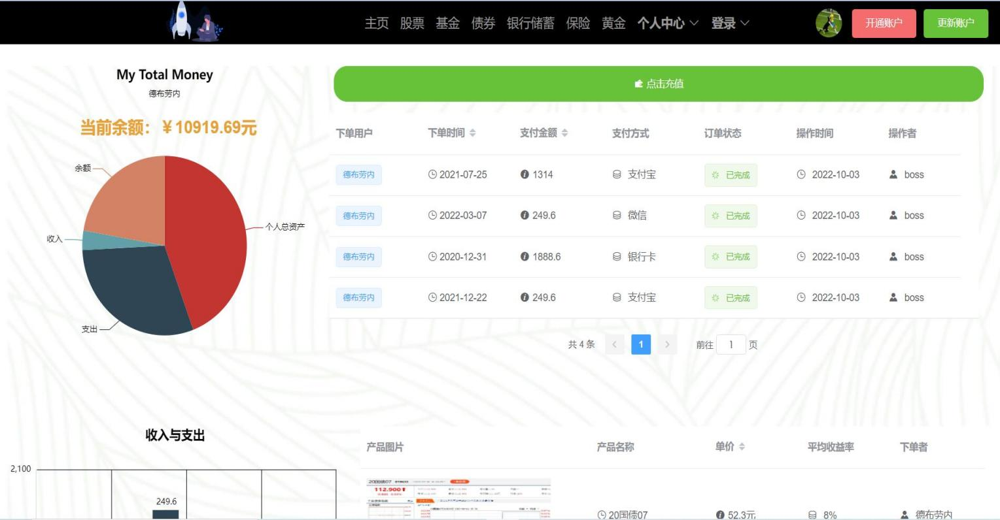 主页 股票 基金 债券 银行储蓄 保险 黄金 个人中心 登录 开通账户 更新账户
My Total Money
德布劳内
当前余额：￥10919.69元
余额
收入
个人总资产
支出
点击充值
下单用户 下单时间 支付金额 支付方式 订单状态 操作时间 操作者
德布劳内 2021-07-25 1314 支付宝 已完成 2022-10-03 boss
德布劳内 2022-03-07 249.6 微信 已完成 2022-10-03 boss
德布劳内 2020-12-31 1888.6 银行卡 已完成 2022-10-03 boss
德布劳内 2021-12-22 249.6 支付宝 已完成 2022-10-03 boss
共 4 条 1 前往 1 页
收入与支出
2,100
249.6
产品图片 产品名称 单价 平均收益率 下单者
20国债07
112.900
20国债07 52.3元 8% 德布劳内